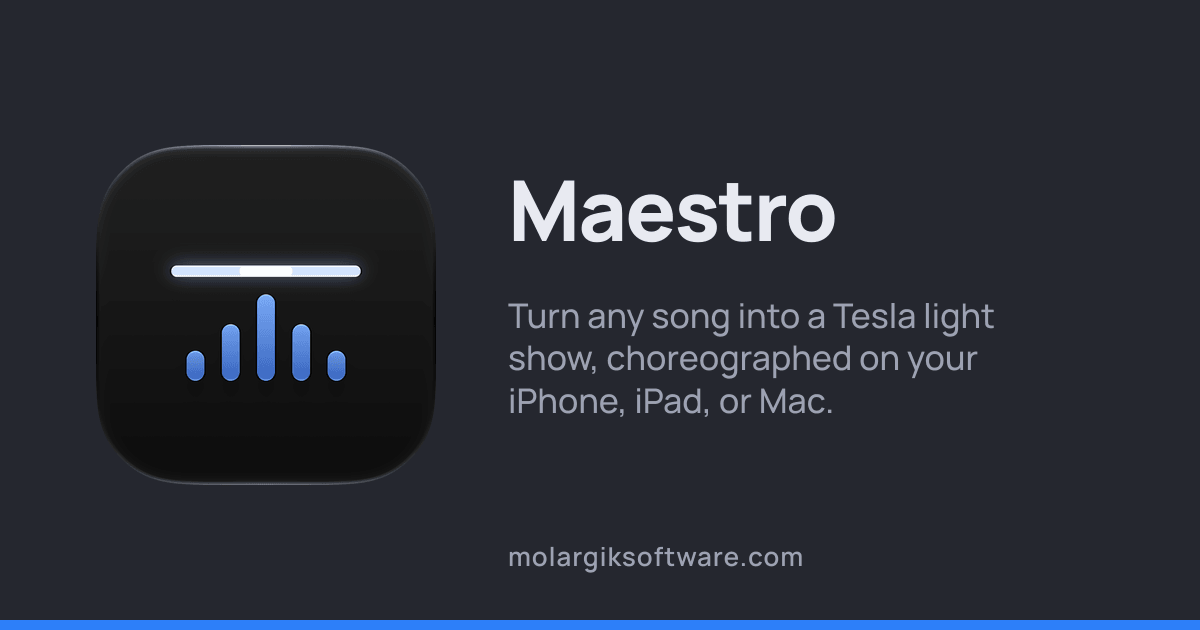 Maestro
Turn any song into a Tesla light
show, choreographed on your
iPhone, iPad, or Mac.
molargiksoftware.com